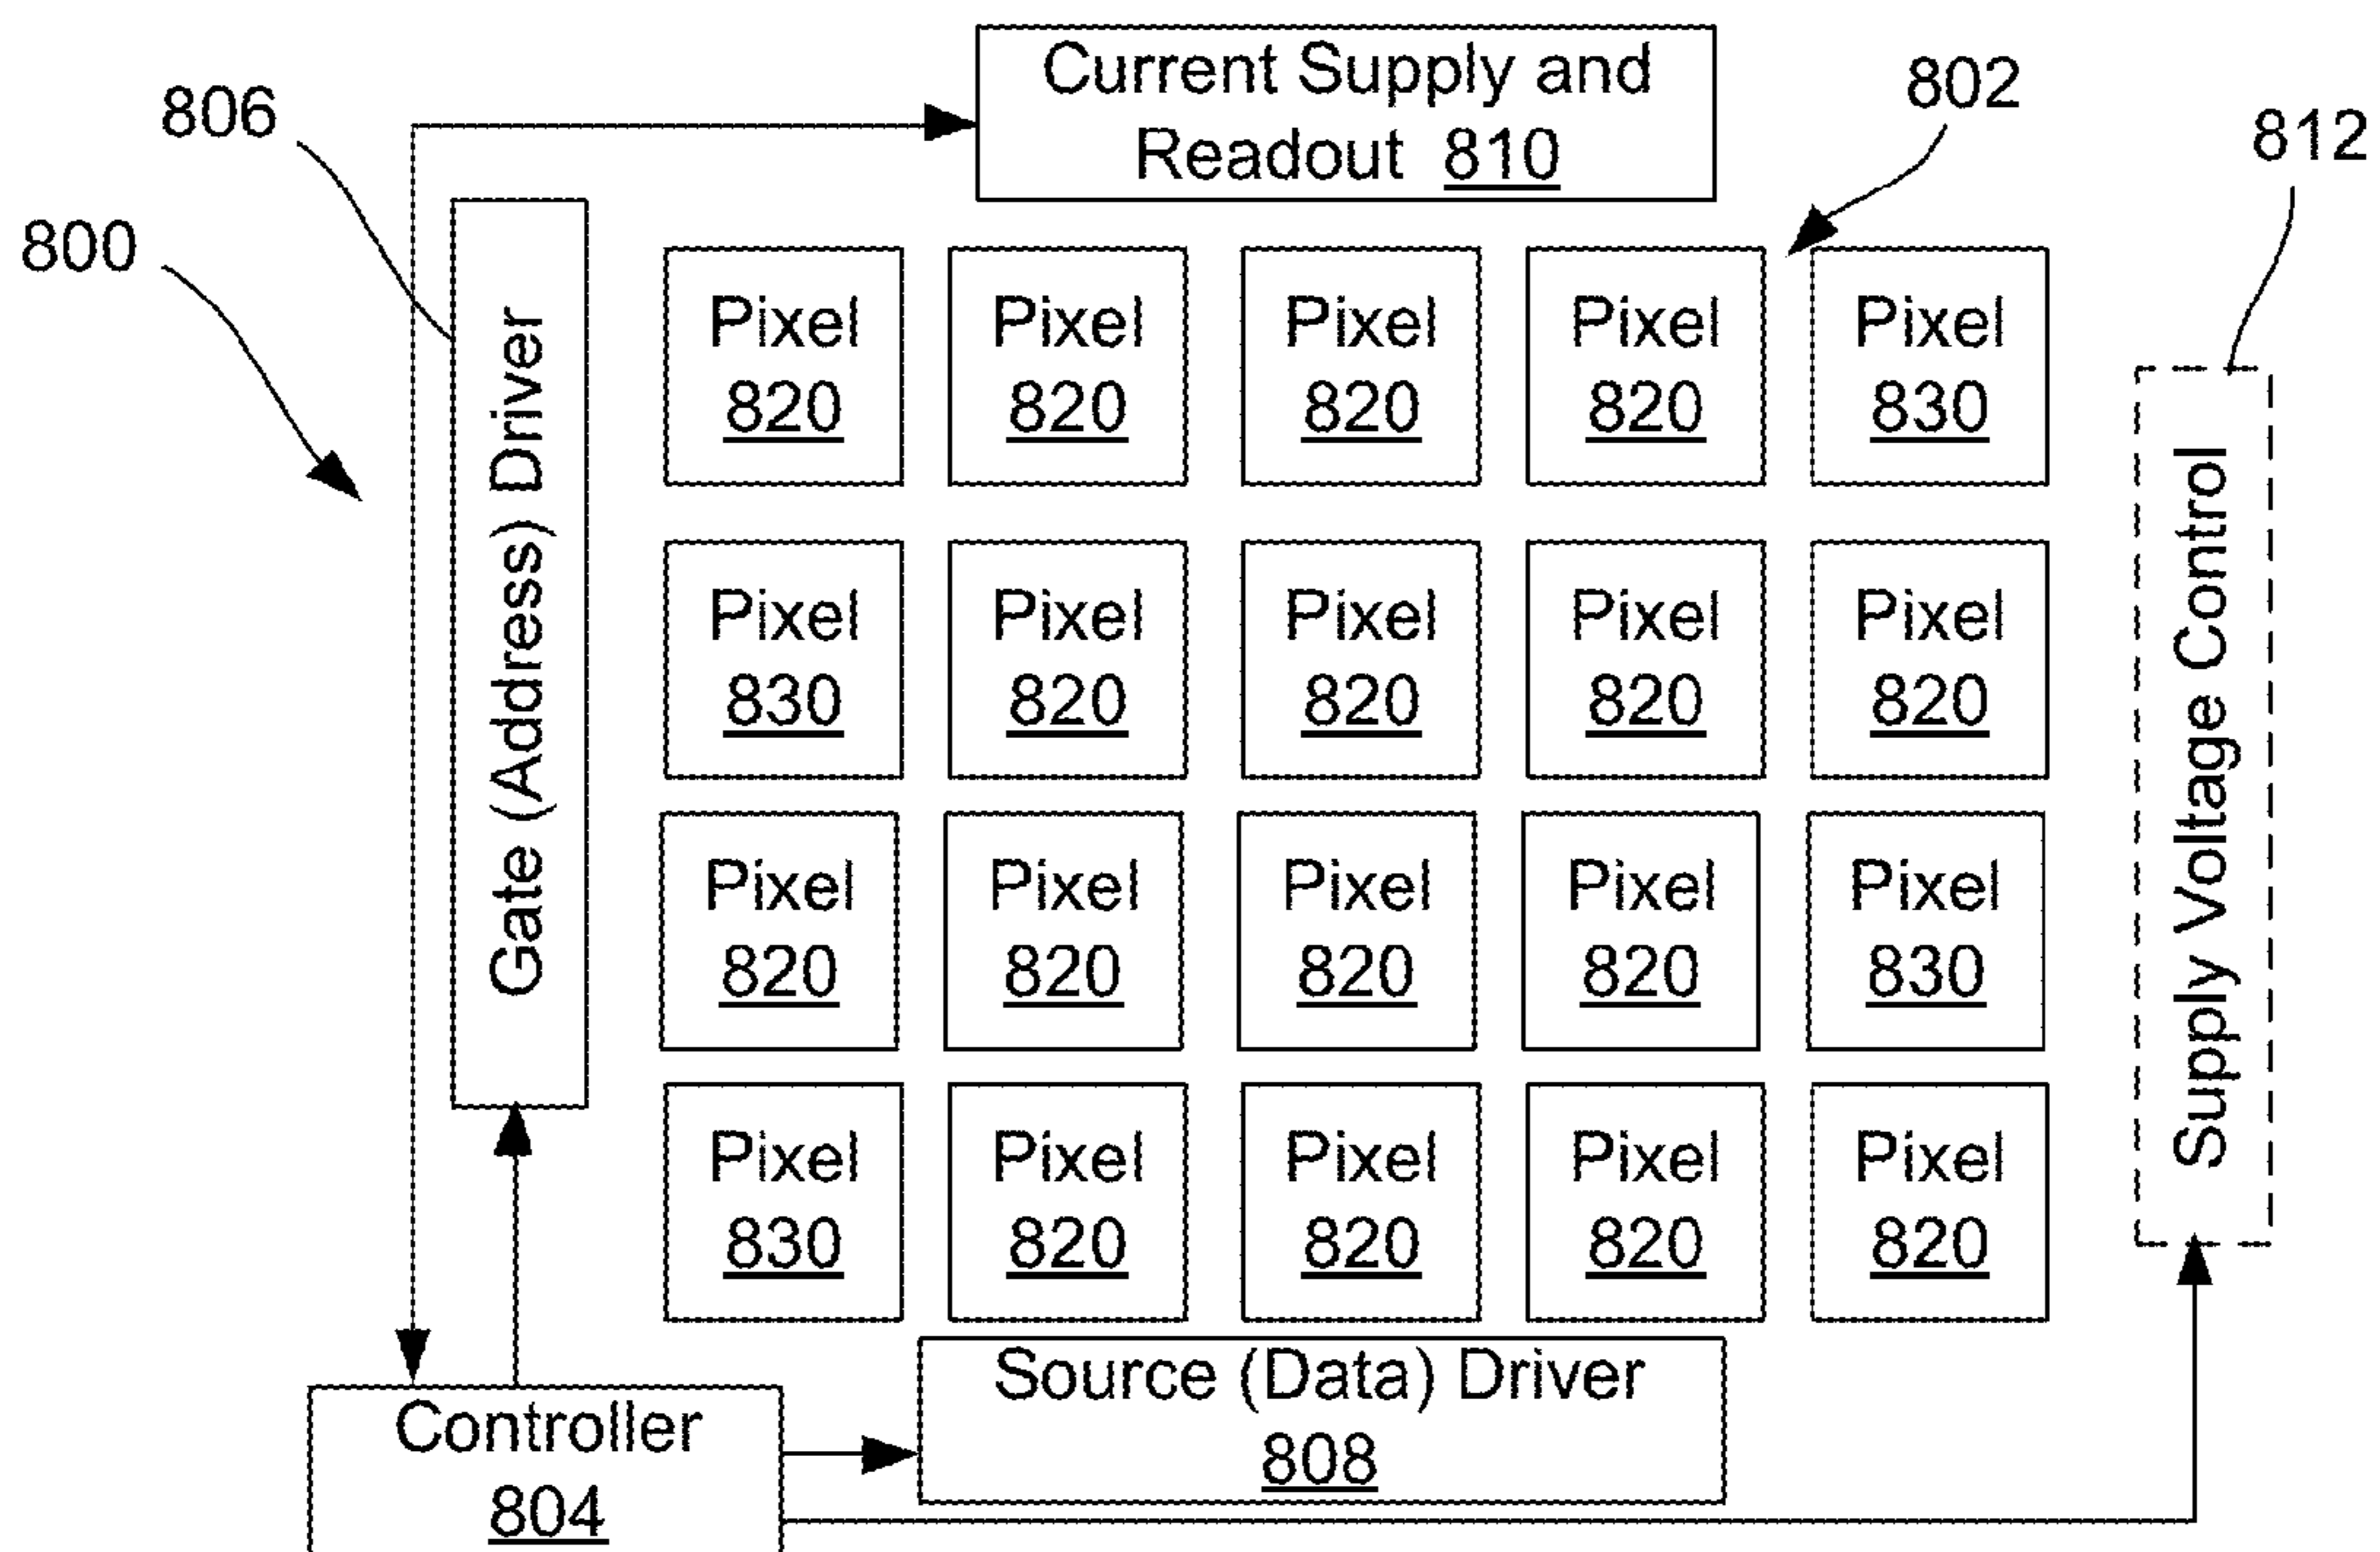 Current Supply and
Readout 810
802
806
812
800
Gate (Address) Driver
Pixel
820
Pixel
820
Pixel
820
Pixel
820
Pixel
830
Pixel
830
Pixel
820
Pixel
820
Pixel
820
Pixel
820
Pixel
820
Pixel
820
Pixel
820
Pixel
820
Pixel
830
Pixel
830
Pixel
820
Pixel
820
Pixel
820
Pixel
820
Supply Voltage Control
Source (Data) Driver
808
Controller
804